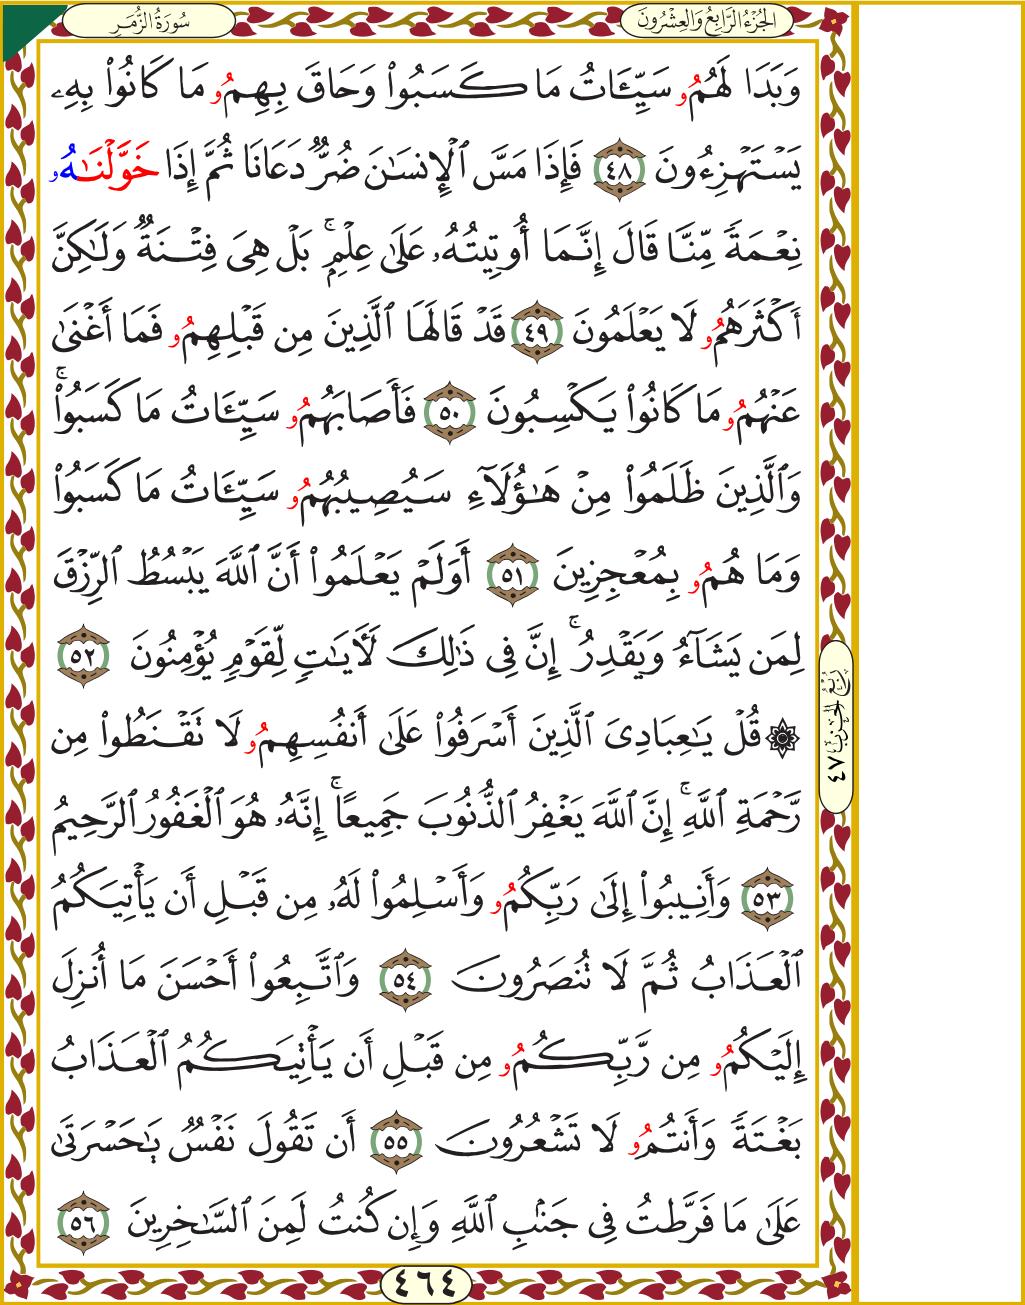 سُورَةُ الزُّمَرِ
الجُزْءُ الرَّابِعُ وَالعِشْرُونَ
وَبَدَا لَهُمُۥ سَيِّـَٔاتُ مَا كَسَبُوا۟ وَحَاقَ بِهِمُۥ مَا كَانُوا۟ بِهِۦ
يَسْتَهْزِءُونَ ٤٨ فَإِذَا مَسَّ ٱلْإِنسَٰنَ ضُرٌّ دَعَانَا ثُمَّ إِذَا خَوَّلْنَٰهُۥ
نِعْمَةً مِّنَّا قَالَ إِنَّمَا أُوتِيتُهُۥ عَلَىٰ عِلْمٍۭ ۚ بَلْ هِىَ فِتْنَةٌ وَلَٰكِنَّ
أَكْثَرَهُمُۥ لَا يَعْلَمُونَ ٤٩ قَدْ قَالَهَا ٱلَّذِينَ مِن قَبْلِهِمُۥ فَمَا أَغْنَىٰ
عَنْهُمُۥ مَا كَانُوا۟ يَكْسِبُونَ ٥٠ فَأَصَابَهُمُۥ سَيِّـَٔاتُ مَا كَسَبُوا۟ ۚ
وَٱلَّذِينَ ظَلَمُوا۟ مِنْ هَٰٓؤُلَآءِ سَيُصِيبُهُمُۥ سَيِّـَٔاتُ مَا كَسَبُوا۟
وَمَا هُمُۥ بِمُعْجِزِينَ ٥١ أَوَلَمْ يَعْلَمُوا۟ أَنَّ ٱللَّهَ يَبْسُطُ ٱلرِّزْقَ
لِمَن يَشَآءُ وَيَقْدِرُ ۚ إِنَّ فِى ذَٰلِكَ لَأَيَٰتٍ لِّقَوْمٍ يُؤْمِنُونَ ٥٢
۞ قُلْ يَٰعِبَادِىَ ٱلَّذِينَ أَسْرَفُوا۟ عَلَىٰ أَنفُسِهِمُۥ لَا تَقْنَطُوا۟ مِن
رَّحْمَةِ ٱللَّهِ ۚ إِنَّ ٱللَّهَ يَغْفِرُ ٱلذُّنُوبَ جَمِيعًا ۚ إِنَّهُۥ هُوَ ٱلْغَفُورُ ٱلرَّحِيمُ
٥٣ وَأَنِيبُوا۟ إِلَىٰ رَبِّكُمُۥ وَأَسْلِمُوا۟ لَهُۥ مِن قَبْلِ أَن يَأْتِيَكُمُ
ٱلْعَذَابُ ثُمَّ لَا تُنصَرُونَ ٥٤ وَٱتَّبِعُوا۟ أَحْسَنَ مَا أُنزِلَ
إِلَيْكُمُۥ مِن رَّبِّكُمُۥ مِن قَبْلِ أَن يَأْتِيَكُمُ ٱلْعَذَابُ
بَغْتَةً وَأَنتُمُۥ لَا تَشْعُرُونَ ٥٥ أَن تَقُولَ نَفْسٌ يَٰحَسْرَتَىٰ
عَلَىٰ مَا فَرَّطتُ فِى جَنۢبِ ٱللَّهِ وَإِن كُنتُ لَمِنَ ٱلسَّٰخِرِينَ ٥٦
رُبْعُ الحِزْبِ ٤٧
٤٦٤